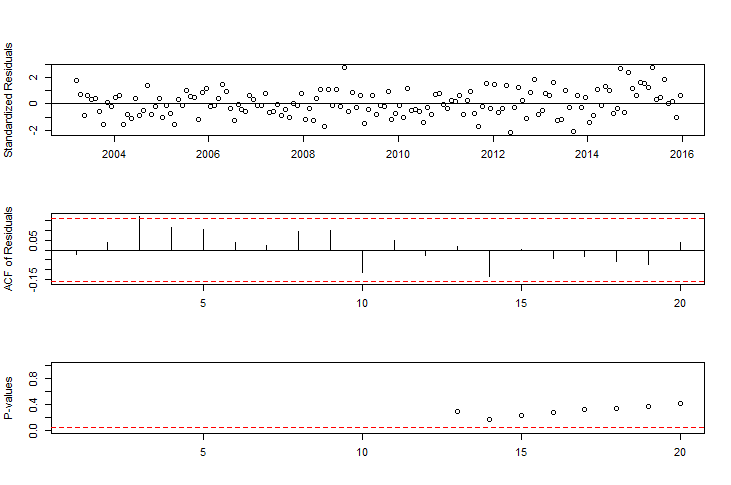 Standardized Residuals
2
0
-2
2004 2006 2008 2010 2012 2014 2016
ACF of Residuals
0.05
-0.15
5 10 15 20
P-values
0.8
0.4
0.0
5 10 15 20